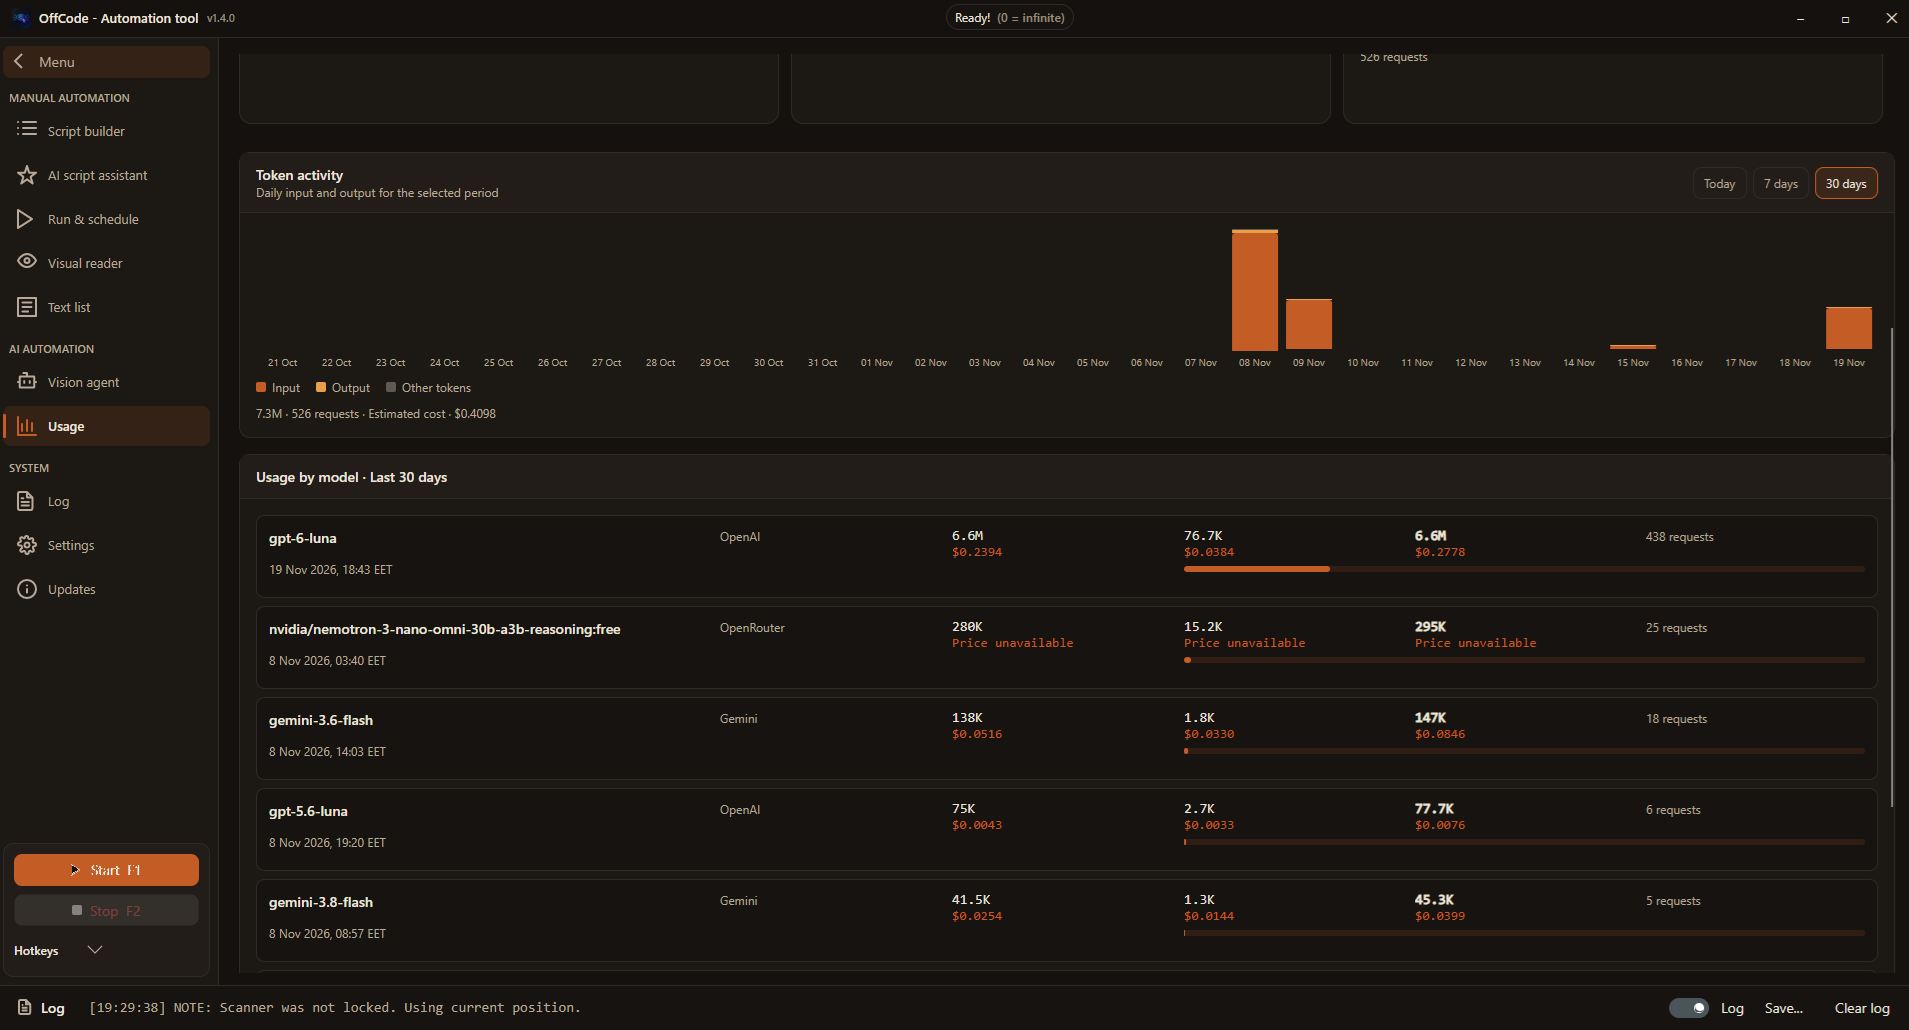 OffCode - Automation tool v1.4.0
Ready! (0 = infinite)
Menu
MANUAL AUTOMATION
Script builder
AI script assistant
Run & schedule
Visual reader
Text list
AI AUTOMATION
Vision agent
Usage
SYSTEM
Log
Settings
Updates
Start F1
Stop F2
Hotkeys
526 requests
Token activity
Daily input and output for the selected period
Today 7 days 30 days
21 Oct 22 Oct 23 Oct 24 Oct 25 Oct 26 Oct 27 Oct 28 Oct 29 Oct 30 Oct 31 Oct 01 Nov 02 Nov 03 Nov 04 Nov 05 Nov 06 Nov 07 Nov 08 Nov 09 Nov 10 Nov 11 Nov 12 Nov 13 Nov 14 Nov 15 Nov 16 Nov 17 Nov 18 Nov 19 Nov
Input Output Other tokens
7.3M · 526 requests · Estimated cost · $0.4098
Usage by model · Last 30 days
gpt-6-luna OpenAI 6.6M 76.7K 6.6M 438 requests
$0.2394 $0.0384 $0.2778
19 Nov 2026, 18:43 EET
nvidia/nemotron-3-nano-omni-30b-a3b-reasoning:free OpenRouter 280K 15.2K 295K 25 requests
Price unavailable Price unavailable Price unavailable
8 Nov 2026, 03:40 EET
gemini-3.6-flash Gemini 138K 1.8K 147K 18 requests
$0.0516 $0.0330 $0.0846
8 Nov 2026, 14:03 EET
gpt-5.6-luna OpenAI 75K 2.7K 77.7K 6 requests
$0.0043 $0.0033 $0.0076
8 Nov 2026, 19:20 EET
gemini-3.8-flash Gemini 41.5K 1.3K 45.3K 5 requests
$0.0254 $0.0144 $0.0399
8 Nov 2026, 08:57 EET
Log [19:29:38] NOTE: Scanner was not locked. Using current position.
Log Save... Clear log